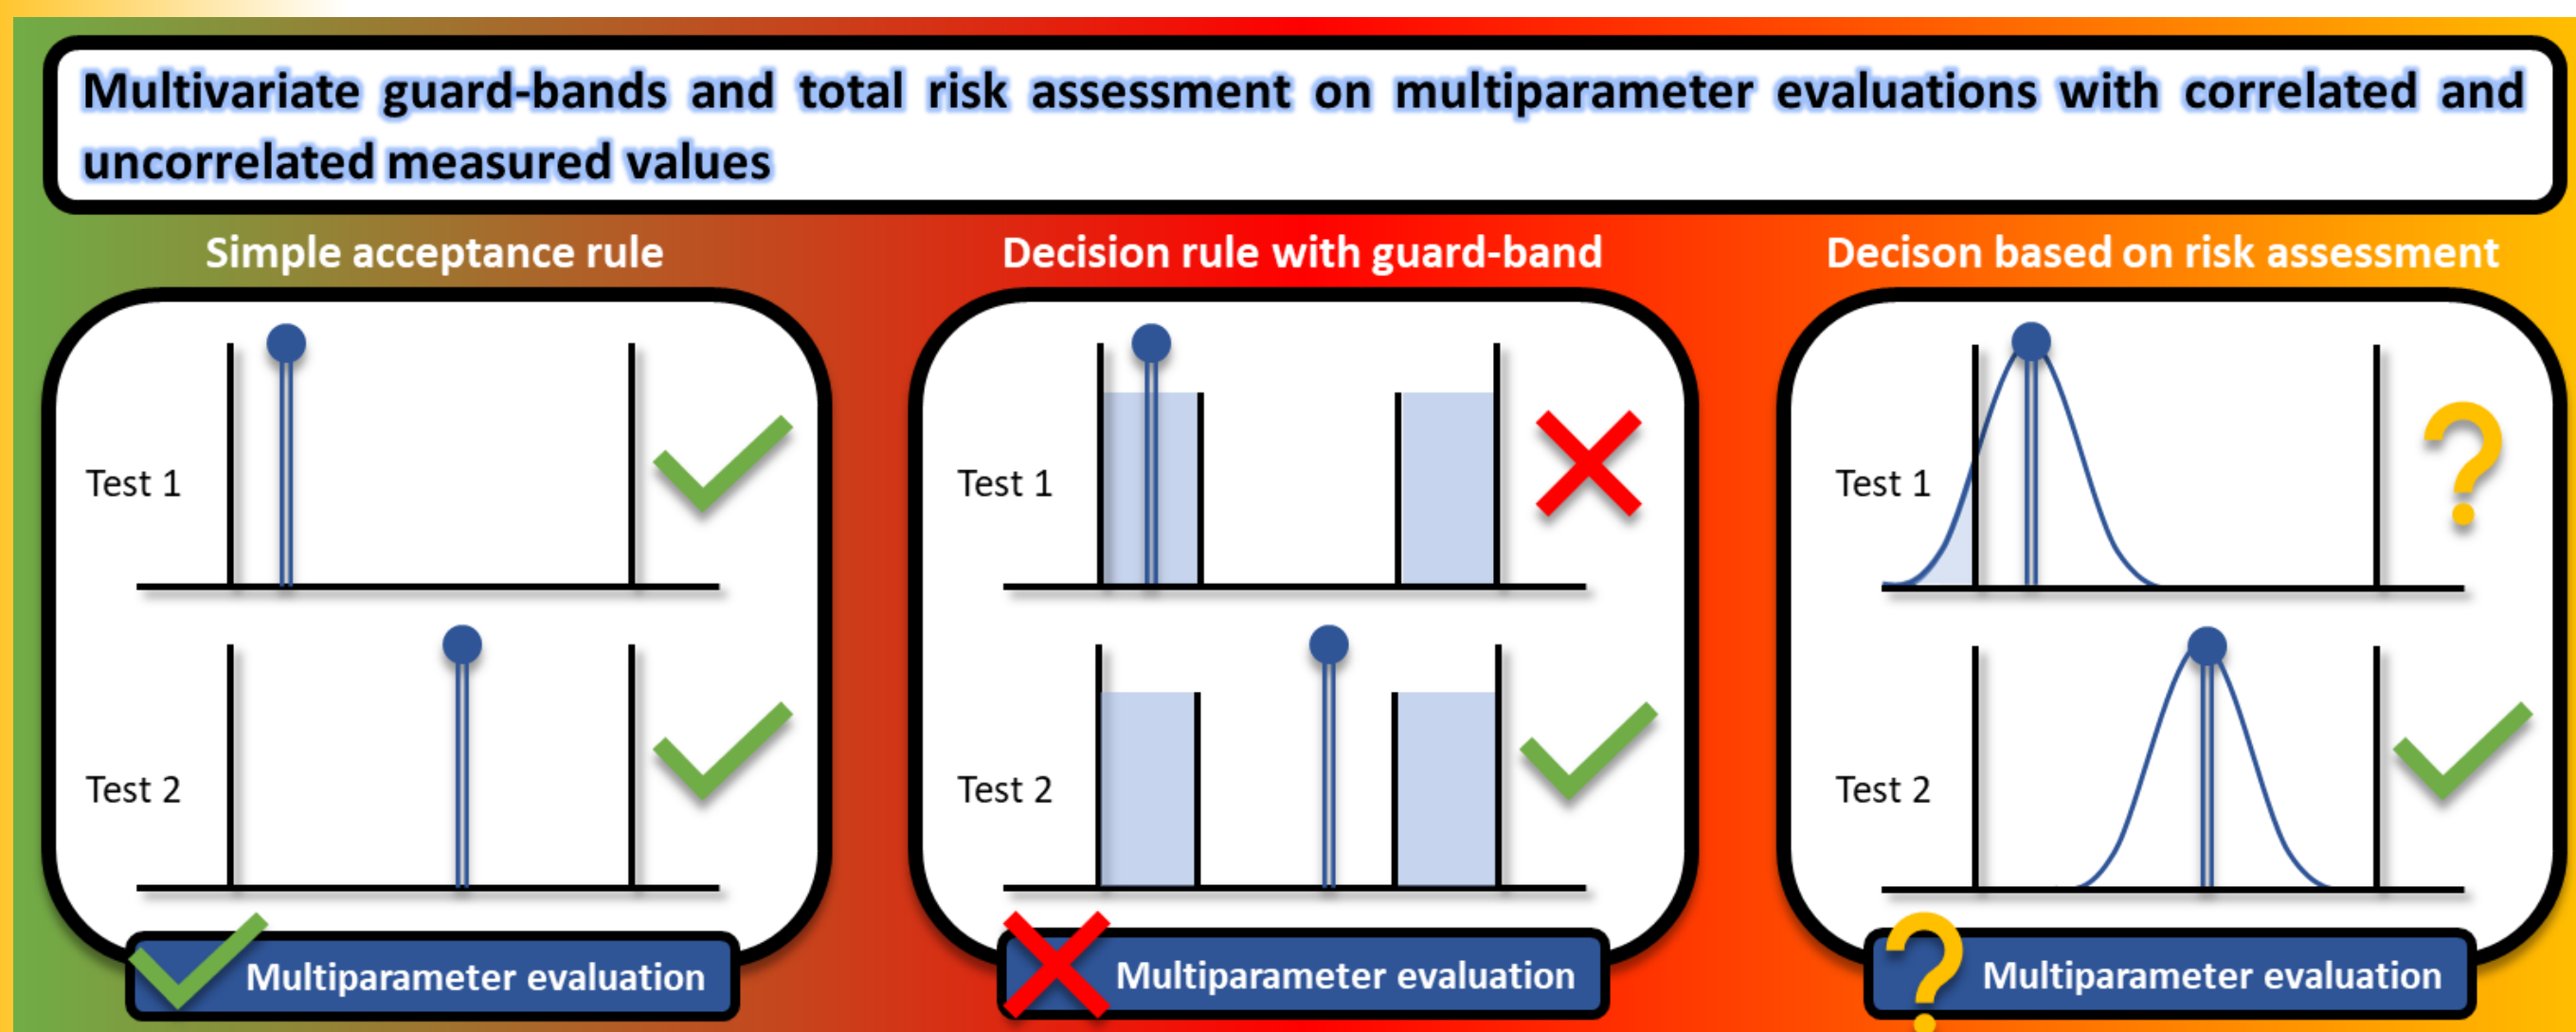 Multivariate guard-bands and total risk assessment on multiparameter evaluations with correlated and
uncorrelated measured values
Simple acceptance rule
Test 1
Test 2
Multiparameter evaluation
Decision rule with guard-band
Test 1
Test 2
Multiparameter evaluation
Decison based on risk assessment
Test 1
?
Test 2
? Multiparameter evaluation